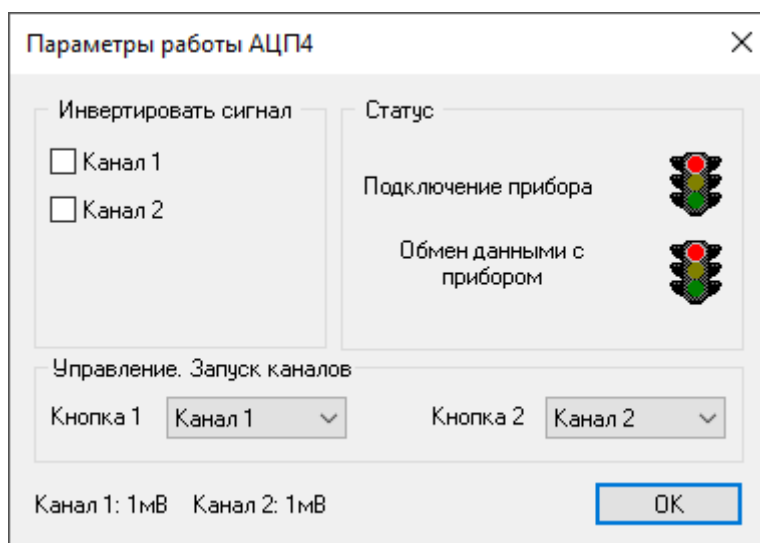 Параметры работы АЦП4
Инвертировать сигнал
Канал 1
Канал 2
Статус
Подключение прибора
Обмен данными с
прибором
Управление. Запуск каналов
Кнопка 1 Канал 1 Кнопка 2 Канал 2
Канал 1: 1мВ Канал 2: 1мВ OK